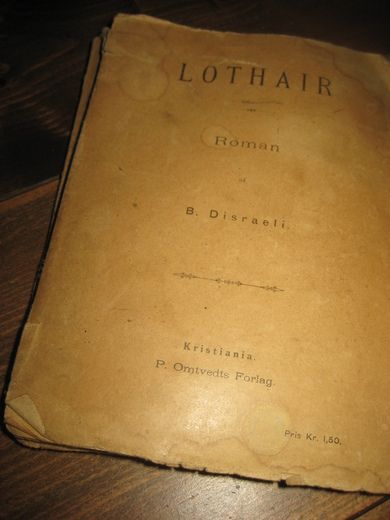 LOTHAIR
Roman
af
B. Disraeli.
Kristiania.
P. Omtvedts Forlag.
Pris Kr. 1,50.